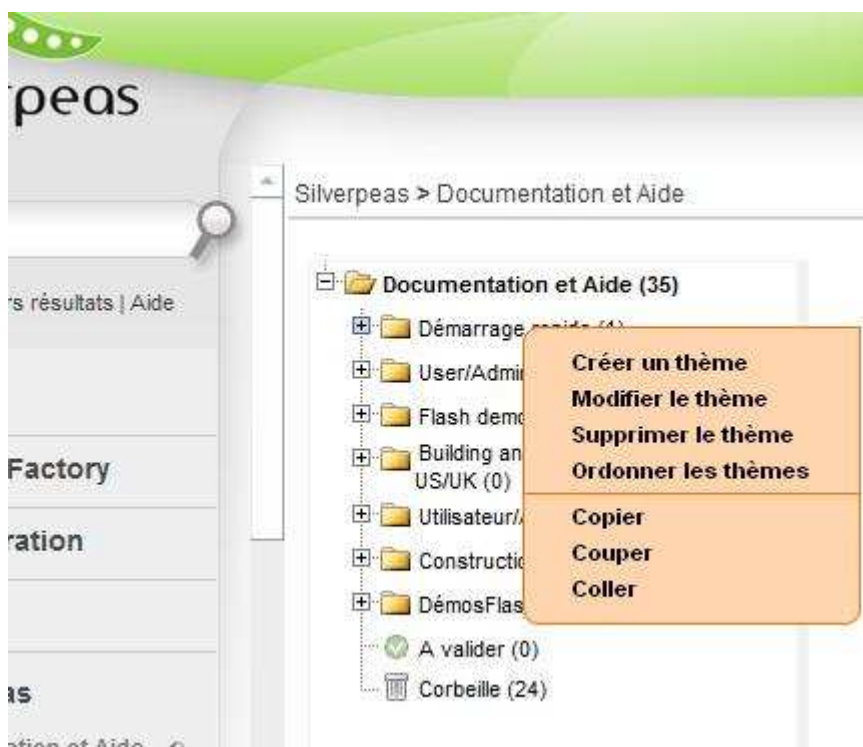 rpeas
Silverpeas > Documentation et Aide
rs résultats | Aide
Factory
ration
as
Documentation et Aide (35)
Démarrage
User/Admi
Flash demo
Building an
US/UK (0)
Utilisateur/
Constructi
DémosFlas
A valider (0)
Corbeille (24)
Créer un thème
Modifier le thème
Supprimer le thème
Ordonner les thèmes
Copier
Couper
Coller